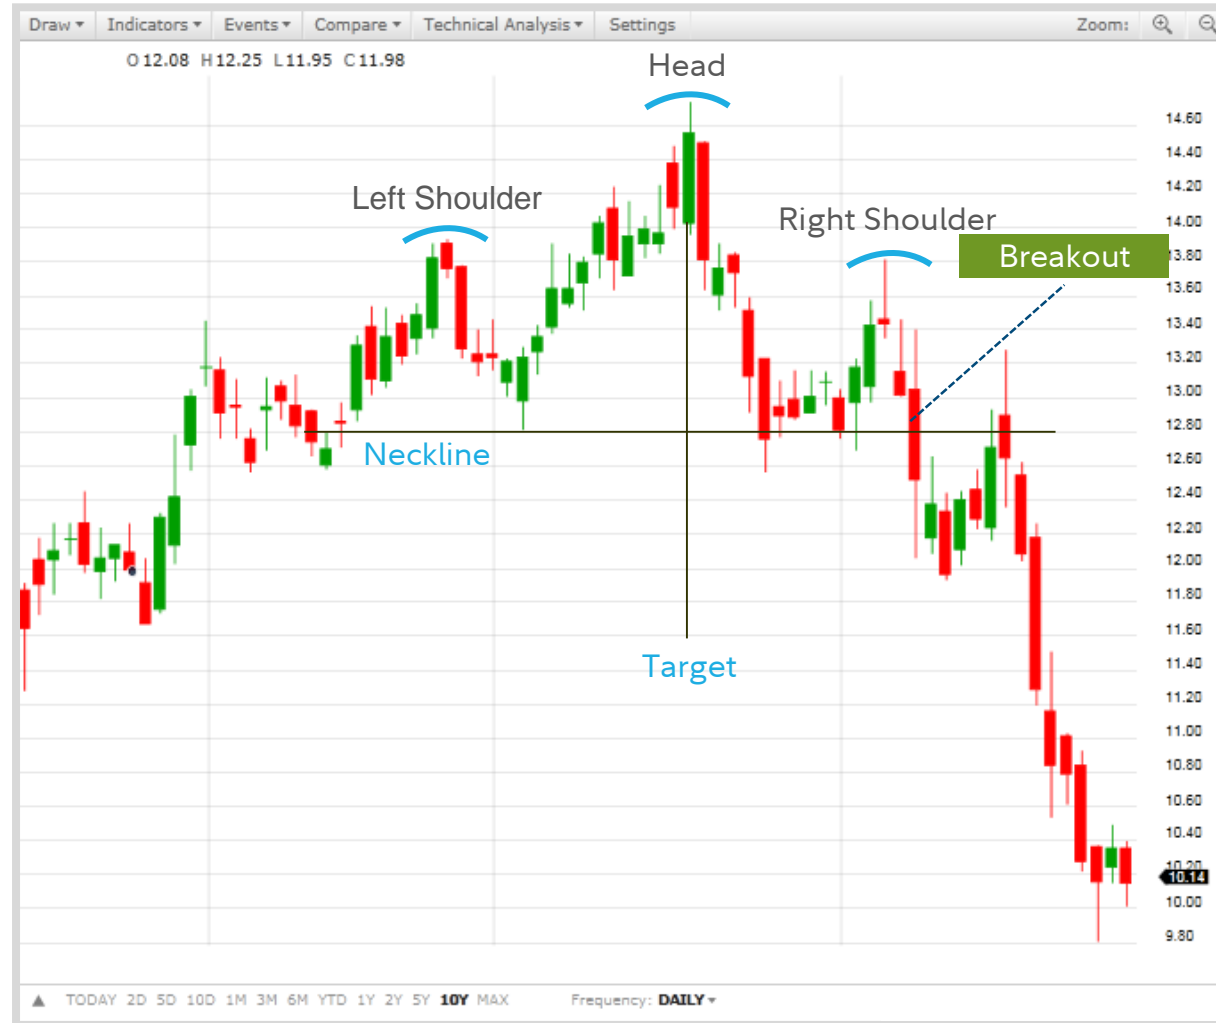 Draw Indicators Events Compare Technical Analysis Settings Zoom:
O 12.08 H 12.25 L 11.95 C 11.98
Head
14.60
14.40
Left Shoulder
14.20
Right Shoulder
14.00
Breakout
13.80
13.60
13.40
13.20
13.00
12.80
Neckline
12.60
12.40
12.20
12.00
11.80
11.60
Target
11.40
11.20
11.00
10.80
10.60
10.40
10.20
10.14
10.00
9.80
TODAY 2D 5D 10D 1M 3M 6M YTD 1Y 2Y 5Y 10Y MAX Frequency: DAILY